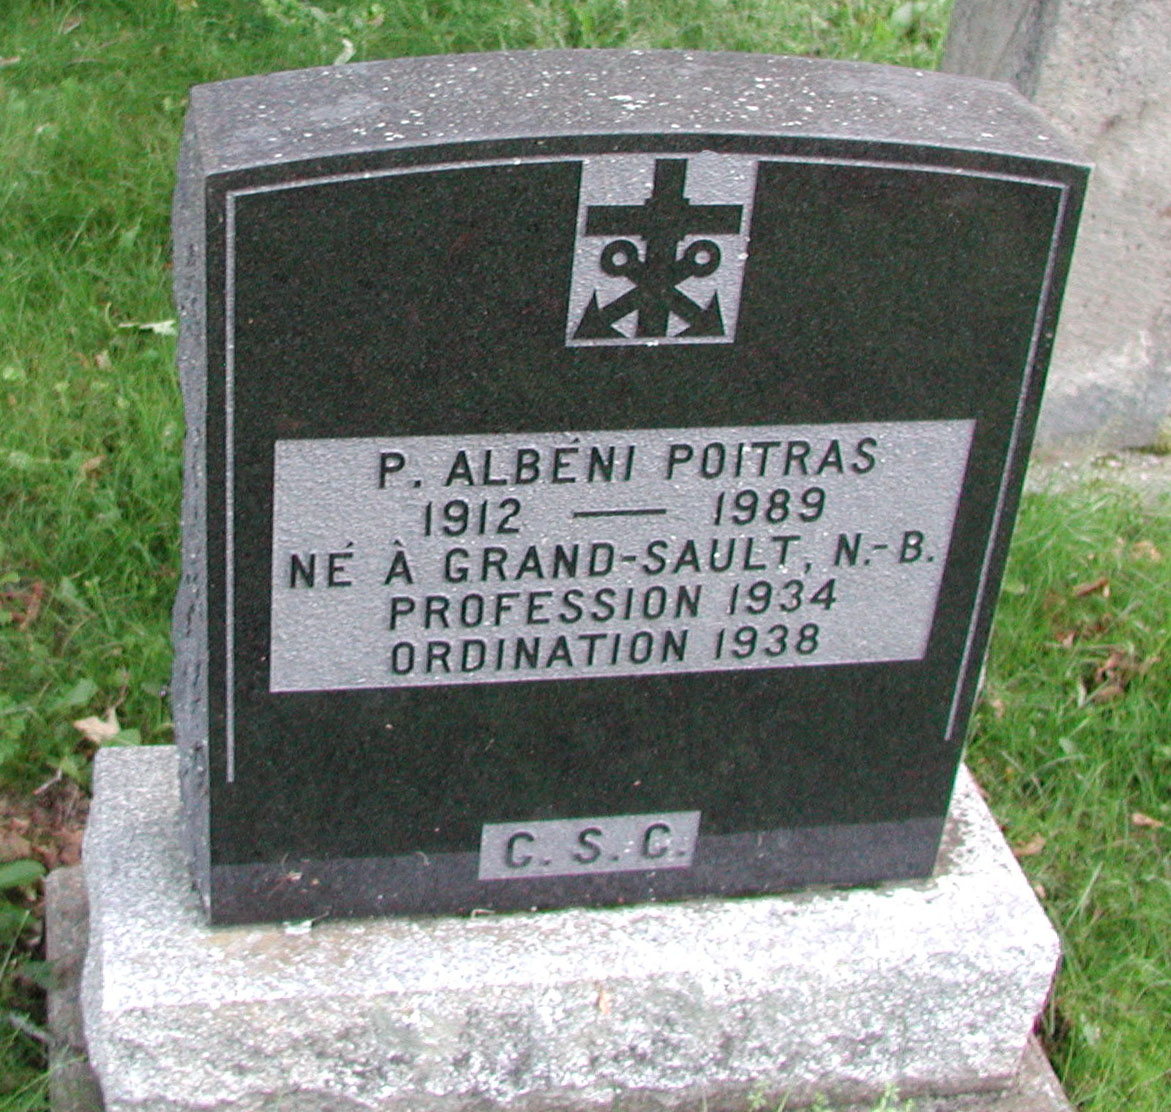 P. ALBÉNI POITRAS
1912 — 1989
NÉ À GRAND-SAULT, N.-B.
PROFESSION 1934
ORDINATION 1938
C. S. C.